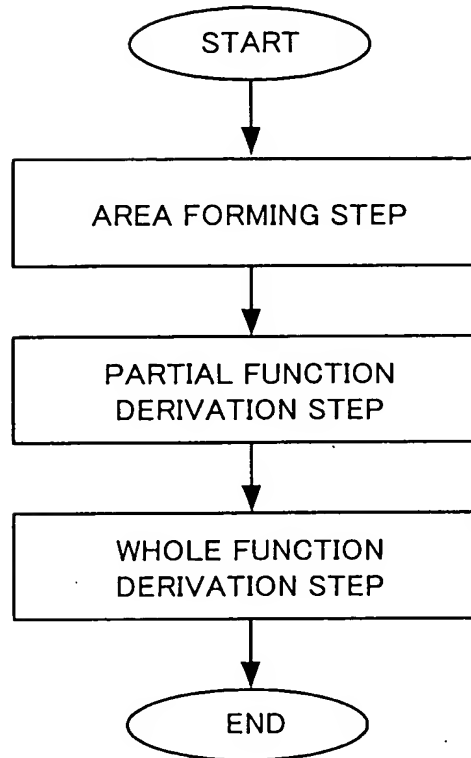 START
AREA FORMING STEP
PARTIAL FUNCTION
DERIVATION STEP
WHOLE FUNCTION
DERIVATION STEP
END